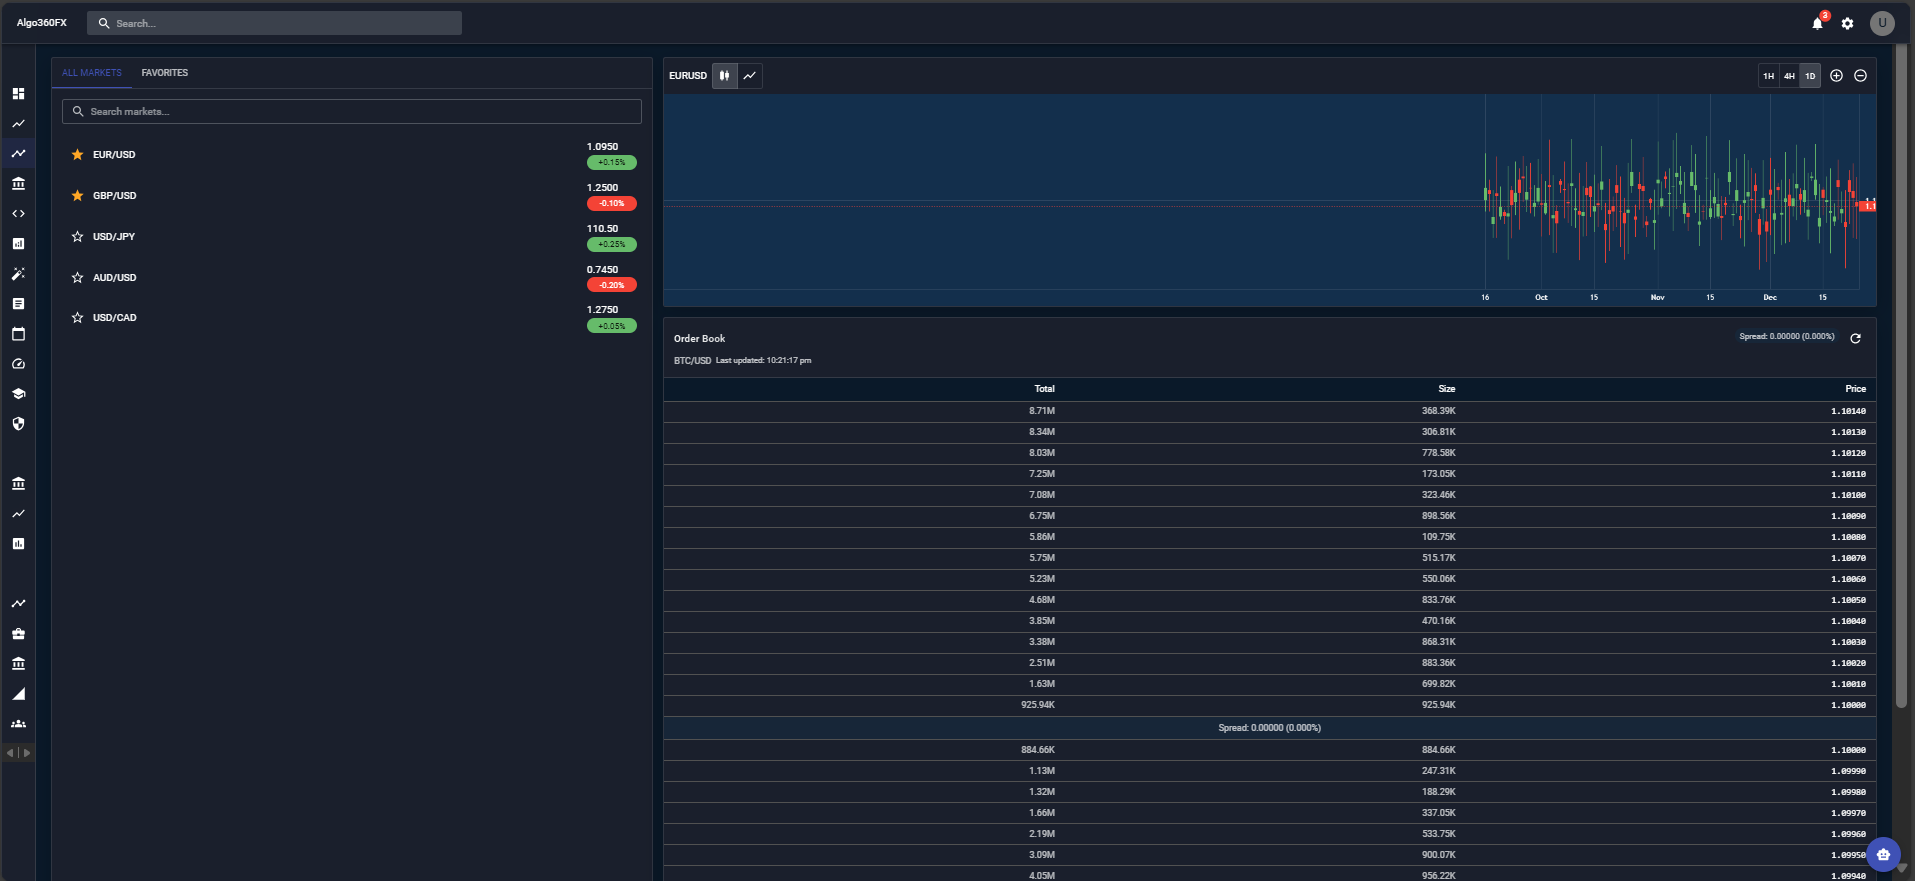 Algo360FX
Search...
3
U
ALL MARKETS
FAVORITES
Search markets...
EUR/USD
1.0950
+0.15%
GBP/USD
1.2500
-0.10%
USD/JPY
110.50
+0.25%
AUD/USD
0.7450
-0.20%
USD/CAD
1.2750
+0.05%
EURUSD
1H 4H 1D
16 Oct 15 Nov 15 Dec 15
Order Book
Spread: 0.00000 (0.000%)
BTC/USD Last updated: 10:21:17 pm
Total Size Price
8.71M 368.39K 1.10140
8.34M 306.81K 1.10130
8.03M 778.58K 1.10120
7.25M 173.05K 1.10110
7.08M 323.46K 1.10100
6.75M 898.56K 1.10090
5.86M 109.75K 1.10080
5.75M 515.17K 1.10070
5.23M 550.06K 1.10060
4.68M 833.76K 1.10050
3.85M 470.16K 1.10040
3.38M 868.31K 1.10030
2.51M 883.36K 1.10020
1.63M 699.82K 1.10010
925.94K 925.94K 1.10000
Spread: 0.00000 (0.000%)
884.66K 884.66K 1.10000
1.13M 247.31K 1.09990
1.32M 188.29K 1.09980
1.66M 337.05K 1.09970
2.19M 533.75K 1.09960
3.09M 900.07K 1.09950
4.05M 956.22K 1.09940